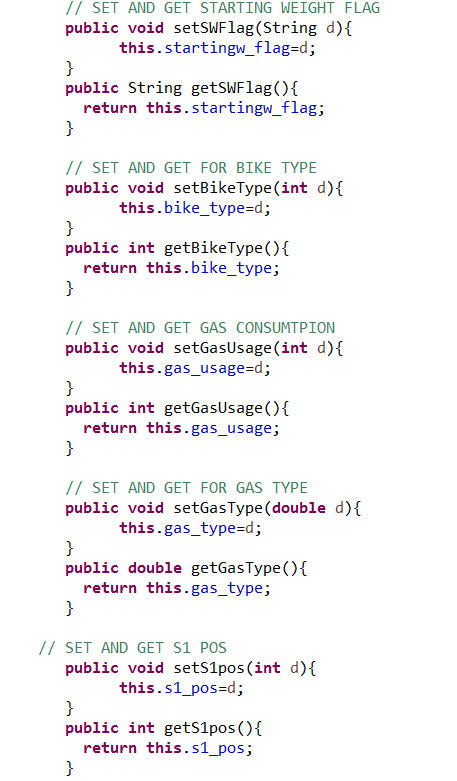 // SET AND GET STARTING WEIGHT FLAG
public void setSWFlag(String d){
this.startingw_flag=d;
}
public String getSWFlag(){
return this.startingw_flag;
}
// SET AND GET FOR BIKE TYPE
public void setBikeType(int d){
this.bike_type=d;
}
public int getBikeType(){
return this.bike_type;
}
// SET AND GET GAS CONSUMTPION
public void setGasUsage(int d){
this.gas_usage=d;
}
public int getGasUsage(){
return this.gas_usage;
}
// SET AND GET FOR GAS TYPE
public void setGasType(double d){
this.gas_type=d;
}
public double getGasType(){
return this.gas_type;
}
// SET AND GET S1 POS
public void setS1pos(int d){
this.s1_pos=d;
}
public int getS1pos(){
return this.s1_pos;
}